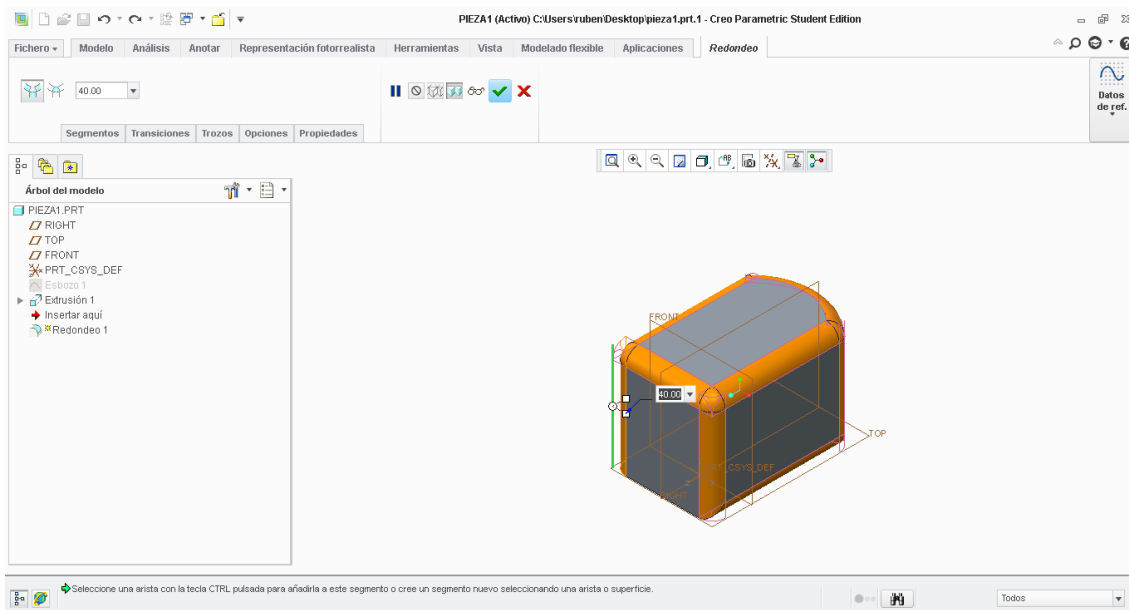 PIEZA1 (Activo) C:\Users\ruben\Desktop\pieza1.prt.1 - Creo Parametric Student Edition
Fichero Modelo Análisis Anotar Representación fotorrealista Herramientas Vista Modelado flexible Aplicaciones Redondeo
40.00
Datos
de ref.
Segmentos Transiciones Trozos Opciones Propiedades
Árbol del modelo
PIEZA1.PRT
RIGHT
TOP
FRONT
PRT_CSYS_DEF
Esbozo 1
Extrusión 1
Insertar aquí
Redondeo 1
FRONT
40.00
TOP
PRT_CSYS_DEF
RIGHT
Seleccione una arista con la tecla CTRL pulsada para añadirla a este segmento o cree un segmento nuevo seleccionando una arista o superficie.
Todos